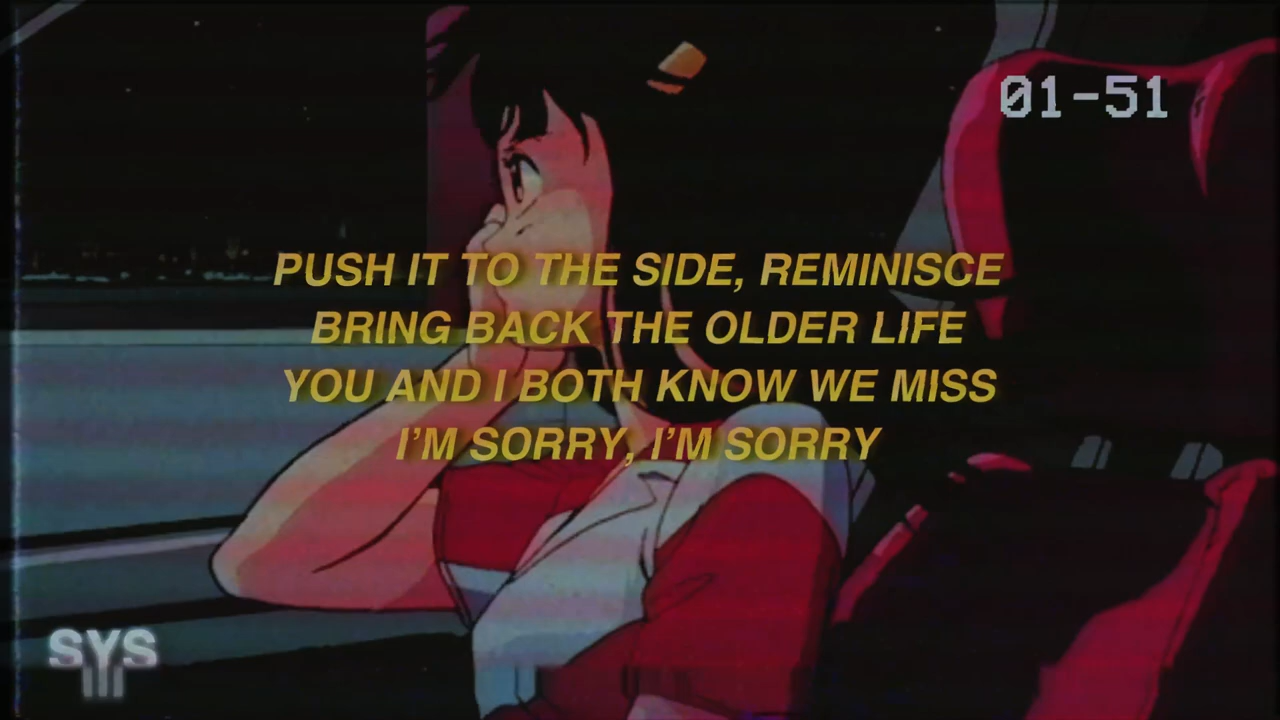 01-51
PUSH IT TO THE SIDE, REMINISCE
BRING BACK THE OLDER LIFE
YOU AND I BOTH KNOW WE MISS
I'M SORRY, I'M SORRY
SYS